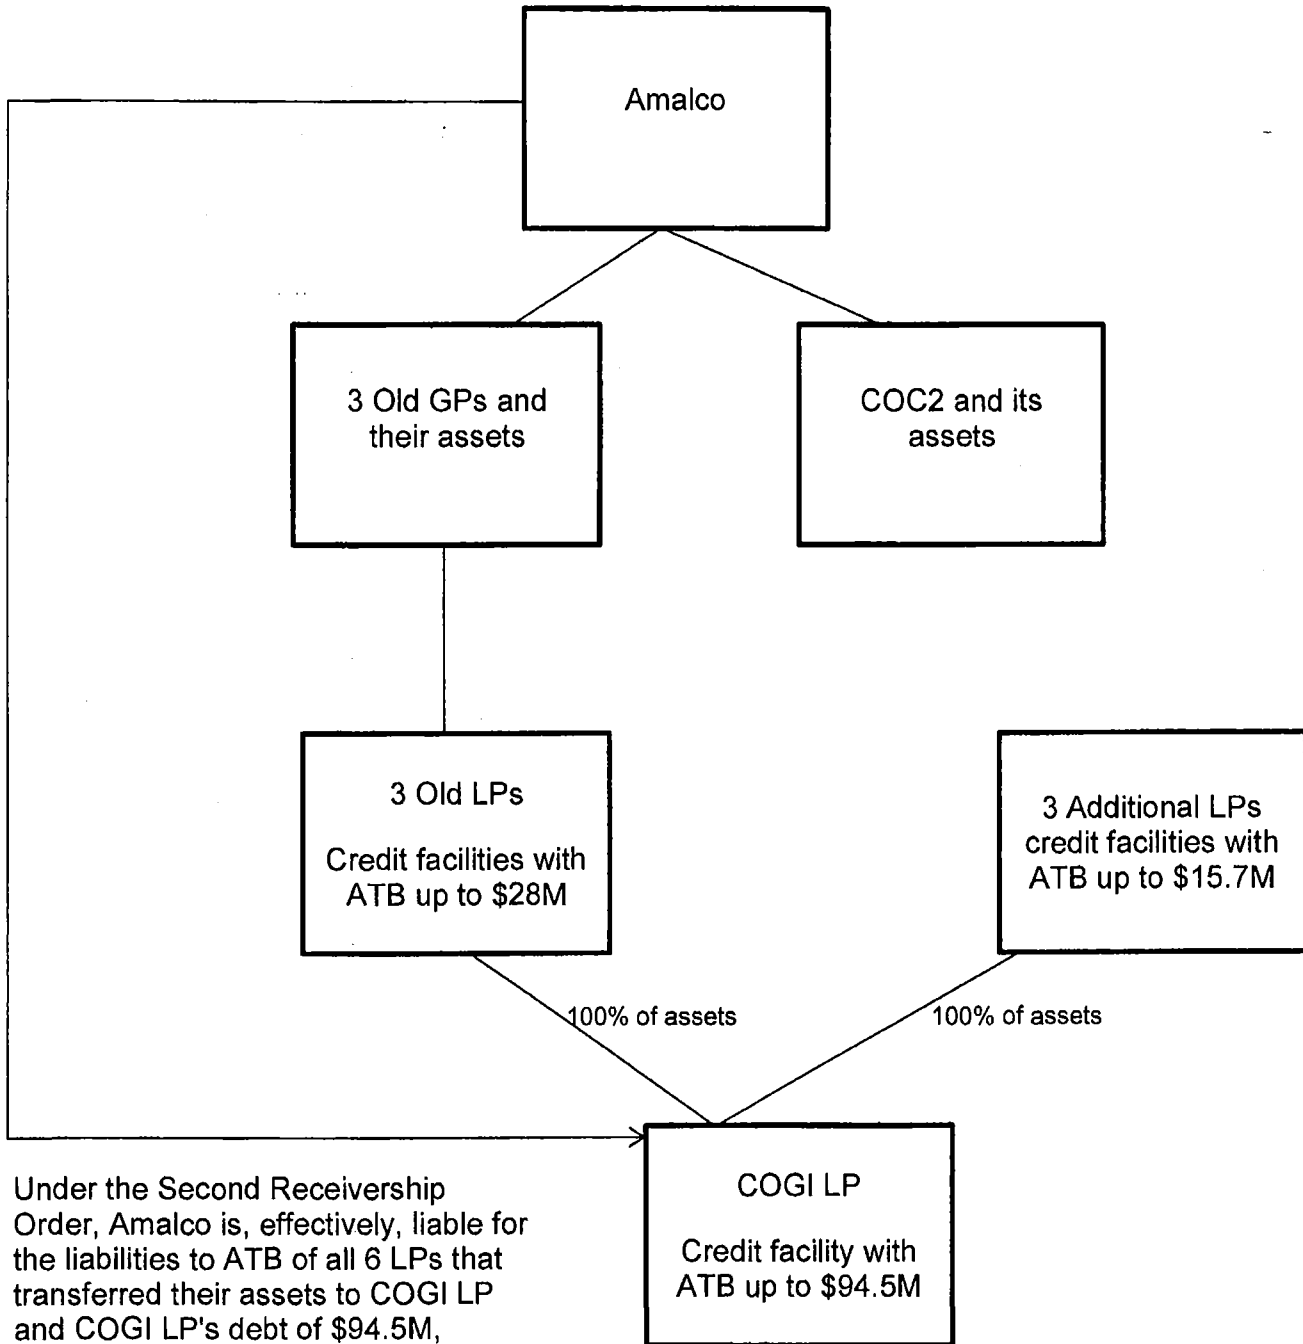 Amalco
3 Old GPs and
their assets
COC2 and its
assets
3 Old LPs
Credit facilities with
ATB up to $28M
3 Additional LPs
credit facilities with
ATB up to $15.7M
100% of assets
100% of assets
COGI LP
Credit facility with
ATB up to $94.5M
Under the Second Receivership
Order, Amalco is, effectively, liable for
the liabilities to ATB of all 6 LPs that
transferred their assets to COGI LP
and COGI LP's debt of $94.5M,